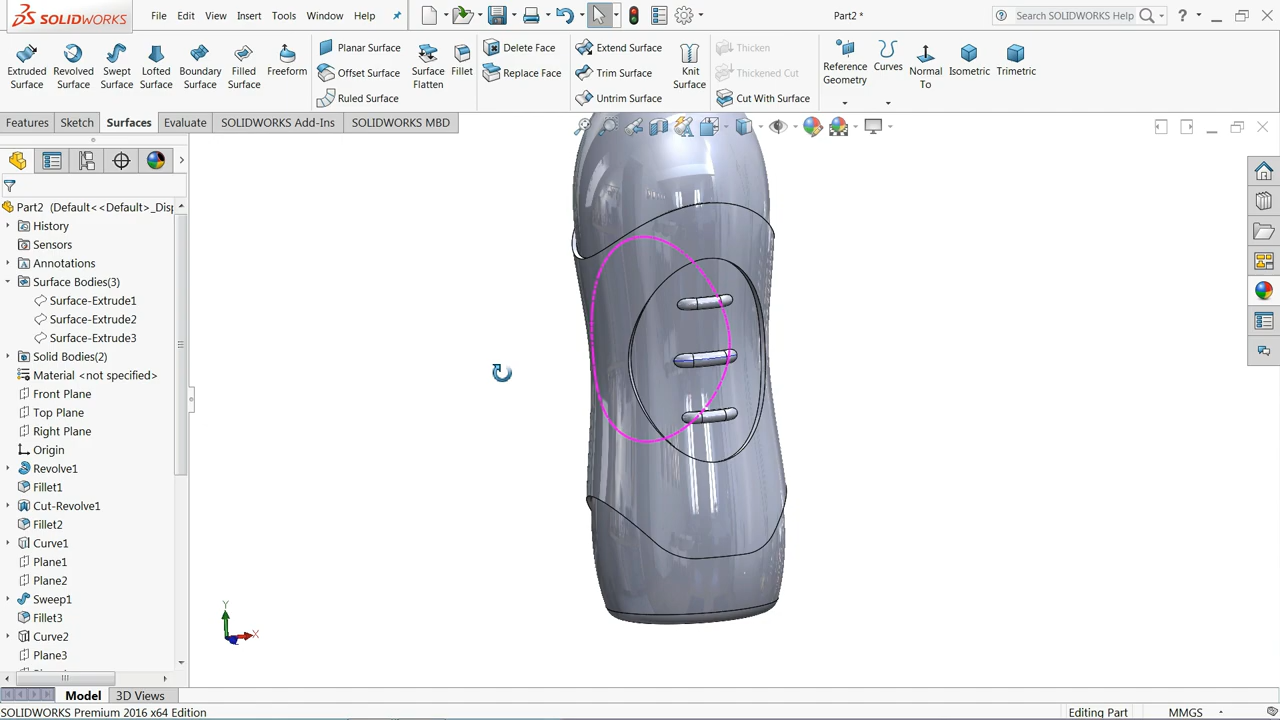 SOLIDWORKS
File Edit View Insert Tools Window Help
Part2 *
Search SOLIDWORKS Help
Extruded Surface
Revolved Surface
Swept Surface
Lofted Surface
Boundary Surface
Filled Surface
Freeform
Planar Surface
Offset Surface
Ruled Surface
Surface Flatten
Fillet
Delete Face
Replace Face
Extend Surface
Trim Surface
Untrim Surface
Knit Surface
Thicken
Thickened Cut
Cut With Surface
Reference Geometry
Curves
Normal To
Isometric
Trimetric
Features Sketch Surfaces Evaluate SOLIDWORKS Add-Ins SOLIDWORKS MBD
Part2 (Default<<Default>_Disp
History
Sensors
Annotations
Surface Bodies(3)
Surface-Extrude1
Surface-Extrude2
Surface-Extrude3
Solid Bodies(2)
Material <not specified>
Front Plane
Top Plane
Right Plane
Origin
Revolve1
Fillet1
Cut-Revolve1
Fillet2
Curve1
Plane1
Plane2
Sweep1
Fillet3
Curve2
Plane3
Y
X
Model 3D Views
SOLIDWORKS Premium 2016 x64 Edition
Editing Part
MMGS